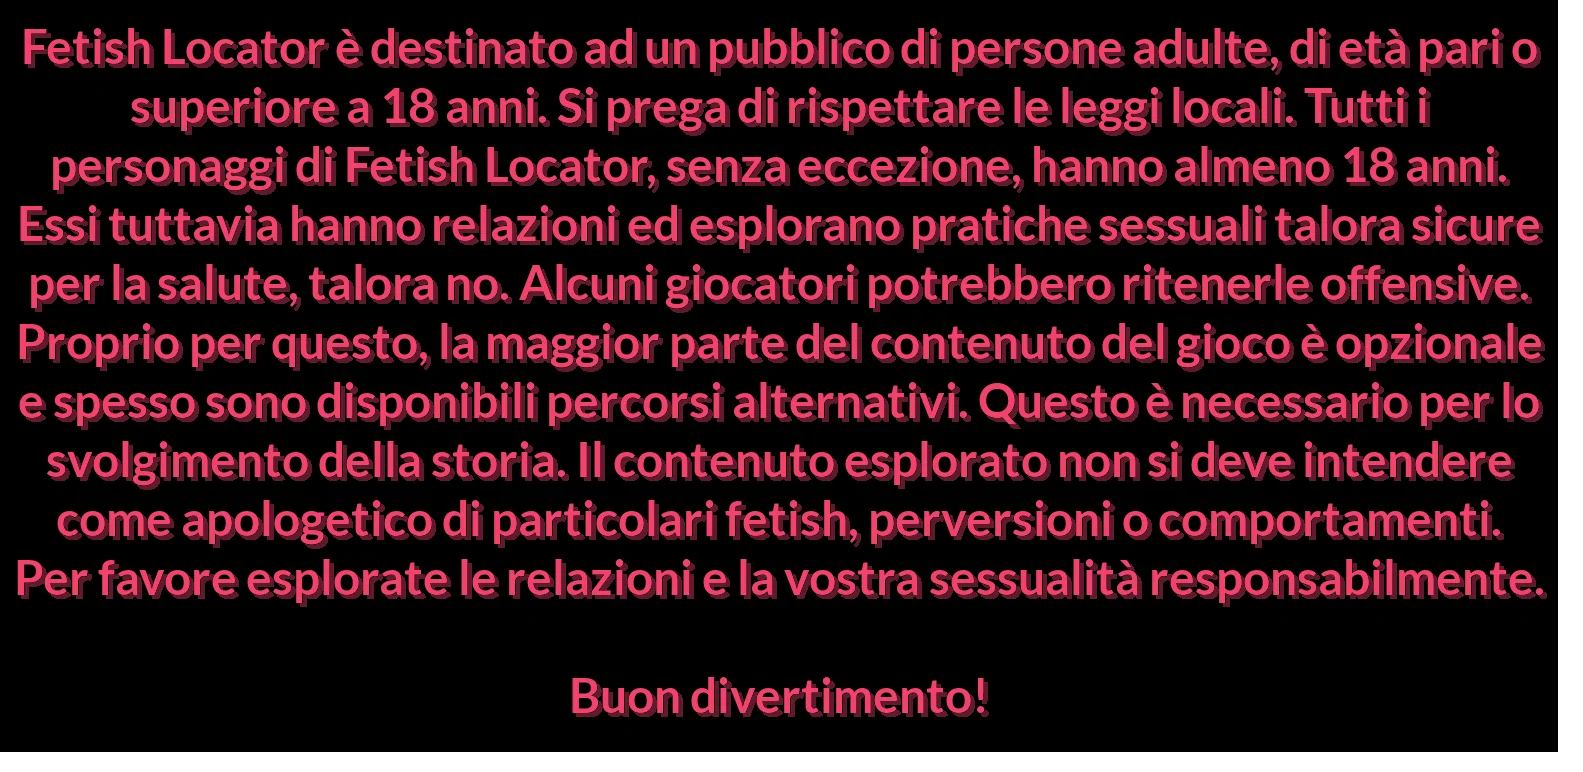 Fetish Locator è destinato ad un pubblico di persone adulte, di età pari o
superiore a 18 anni. Si prega di rispettare le leggi locali. Tutti i
personaggi di Fetish Locator, senza eccezione, hanno almeno 18 anni.
Essi tuttavia hanno relazioni ed esplorano pratiche sessuali talora sicure
per la salute, talora no. Alcuni giocatori potrebbero ritenerle offensive.
Proprio per questo, la maggior parte del contenuto del gioco è opzionale
e spesso sono disponibili percorsi alternativi. Questo è necessario per lo
svolgimento della storia. Il contenuto esplorato non si deve intendere
come apologetico di particolari fetish, perversioni o comportamenti.
Per favore esplorate le relazioni e la vostra sessualità responsabilmente.
Buon divertimento!